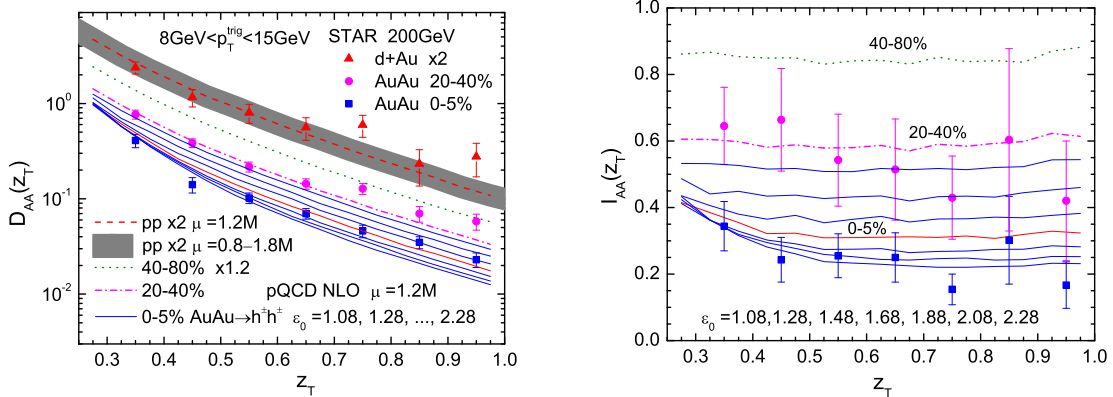 8GeV<p_T^trig<15GeV STAR 200GeV
d+Au x2
AuAu 20-40%
AuAu 0-5%
10^0
10^-1
10^-2
D_AA(z_T)
pp x2 μ =1.2M
pp x2 μ =0.8–1.8M
40-80% x1.2
20-40% pQCD NLO μ =1.2M
0-5% AuAu→h^±h^± ε_0 =1.08, 1.28, ..., 2.28
0.3 0.4 0.5 0.6 0.7 0.8 0.9 1.0
z_T
1.0
0.8
0.6
0.4
0.2
0.0
I_AA(z_T)
40-80%
20-40%
0-5%
ε_0 =1.08,1.28, 1.48, 1.68, 1.88, 2.08, 2.28
0.3 0.4 0.5 0.6 0.7 0.8 0.9 1.0
z_T